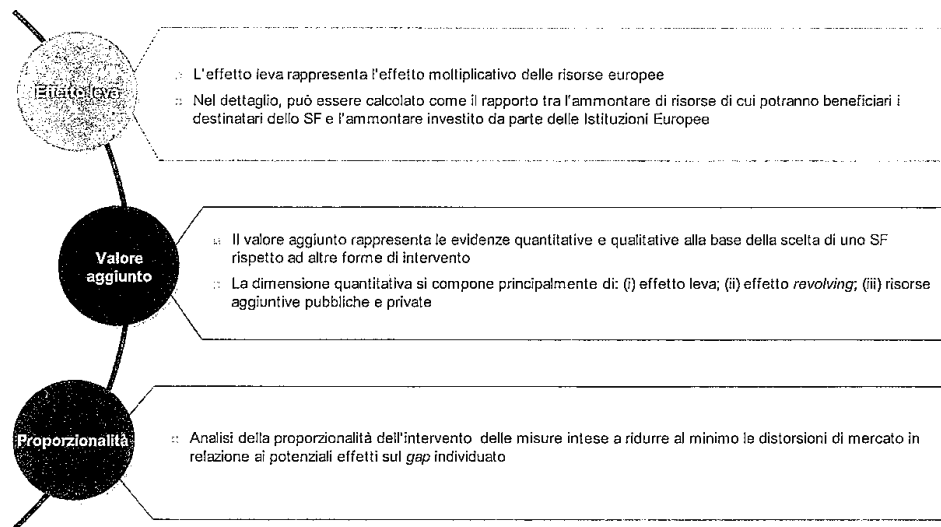 Effetto leva
L'effetto leva rappresenta l'effetto moltiplicativo delle risorse europee
Nel dettaglio, può essere calcolato come il rapporto tra l'ammontare di risorse di cui potranno beneficiari i
destinatari dello SF e l'ammontare investito da parte delle Istituzioni Europee
Valore
aggiunto
Il valore aggiunto rappresenta le evidenze quantitative e qualitative alla base della scelta di uno SF
rispetto ad altre forme di intervento
La dimensione quantitativa si compone principalmente di: (i) effetto leva; (ii) effetto revolving; (iii) risorse
aggiuntive pubbliche e private
Proporzionalità
Analisi della proporzionalità dell'intervento delle misure intese a ridurre al minimo le distorsioni di mercato in
relazione ai potenziali effetti sul gap individuato